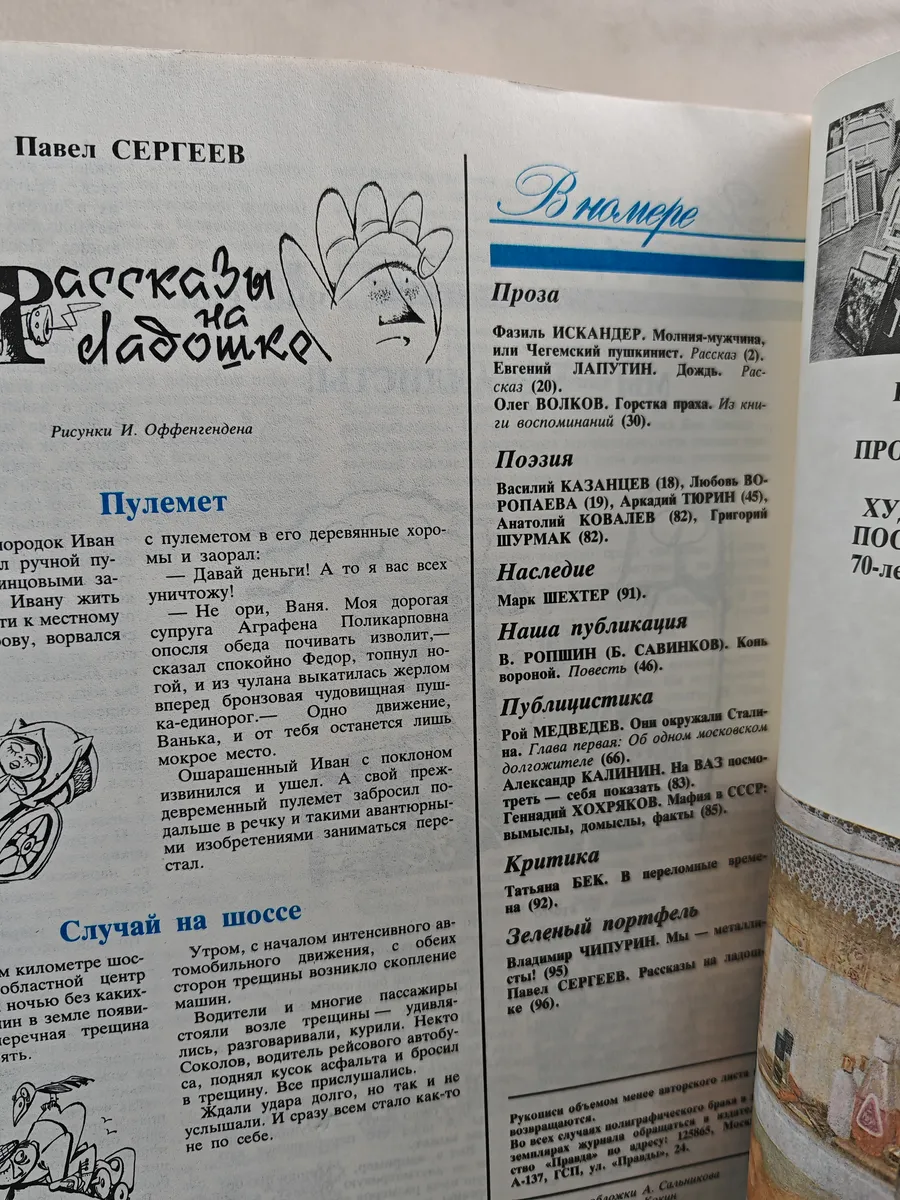 Павел СЕРГЕЕВ
Рассказы
на
ладошке
Рисунки И. Оффенгендена
Пулемет
Иван
ручной пу-
за-
Ивану жить
к местному
ворвался
с пулеметом в его деревянные хоро-
мы и заорал:
— Давай деньги! А то я вас всех
уничтожу!
— Не ори, Ваня. Моя дорогая
супруга Аграфена Поликарповна
опосля обеда почивать изволит,—
сказал спокойно Федор, топнул но-
гой, и из чулана выкатилась жерлом
вперед бронзовая чудовищная пуш-
ка-единорог.— Одно движение,
Ванька, и от тебя останется лишь
мокрое место.
Ошарашенный Иван с поклоном
извинился и ушел. А свой преж-
девременный пулемет забросил по-
дальше в речку и такими авантюрны-
ми изобретениями заниматься пере-
стал.
Случай на шоссе
километре шос-
областной центр
ночью без каких-
в земле появи-
трещина
Утром, с началом интенсивного ав-
томобильного движения, с обеих
сторон трещины возникло скопление
машин.
Водители и многие пассажиры
стояли возле трещины — удивля-
лись, разговаривали, курили. Некто
Соколов, водитель рейсового автобу-
са, поднял кусок асфальта и бросил
в трещину. Все прислушались.
Ждали удара долго, но так и не
услышали. И сразу всем стало как-то
не по себе.
В номере
Проза
Фазиль ИСКАНДЕР. Молния-мужчина,
или Чегемский пушкинист. Рассказ (2).
Евгений ЛАПУТИН. Дождь. Рас-
сказ (20).
Олег ВОЛКОВ. Горстка праха. Из кни-
ги воспоминаний (30).
Поэзия
Василий КАЗАНЦЕВ (18), Любовь ВО-
РОПАЕВА (19), Аркадий ТЮРИН (45),
Анатолий КОВАЛЕВ (82), Григорий
ШУРМАК (82).
Наследие
Марк ШЕХТЕР (91).
Наша публикация
В. РОПШИН (Б. САВИНКОВ). Конь
вороной. Повесть (46).
Публицистика
Рой МЕДВЕДЕВ. Они окружали Стали-
на. Глава первая: Об одном московском
долгожителе (66).
Александр КАЛИНИН. На ВАЗ посмо-
треть — себя показать (83).
Геннадий ХОХРЯКОВ. Мафия в СССР:
вымыслы, домыслы, факты (85).
Критика
Татьяна БЕК. В переломные време-
на (92).
Зеленый портфель
Владимир ЧИПУРИН. Мы — металли-
сты! (95)
Павел СЕРГЕЕВ. Рассказы на ладош-
ке (96).
Рукописи объемом менее авторского листа
возвращаются.
Во всех случаях полиграфического брака в
земплярах журнала обращаться в издател
ство «Правда» по адресу: 125865, Моск
А-137, ГСП, ул. «Правды», 24.
обложки А. Сальникова
ПРО
ХУД
ПОС
70-ле